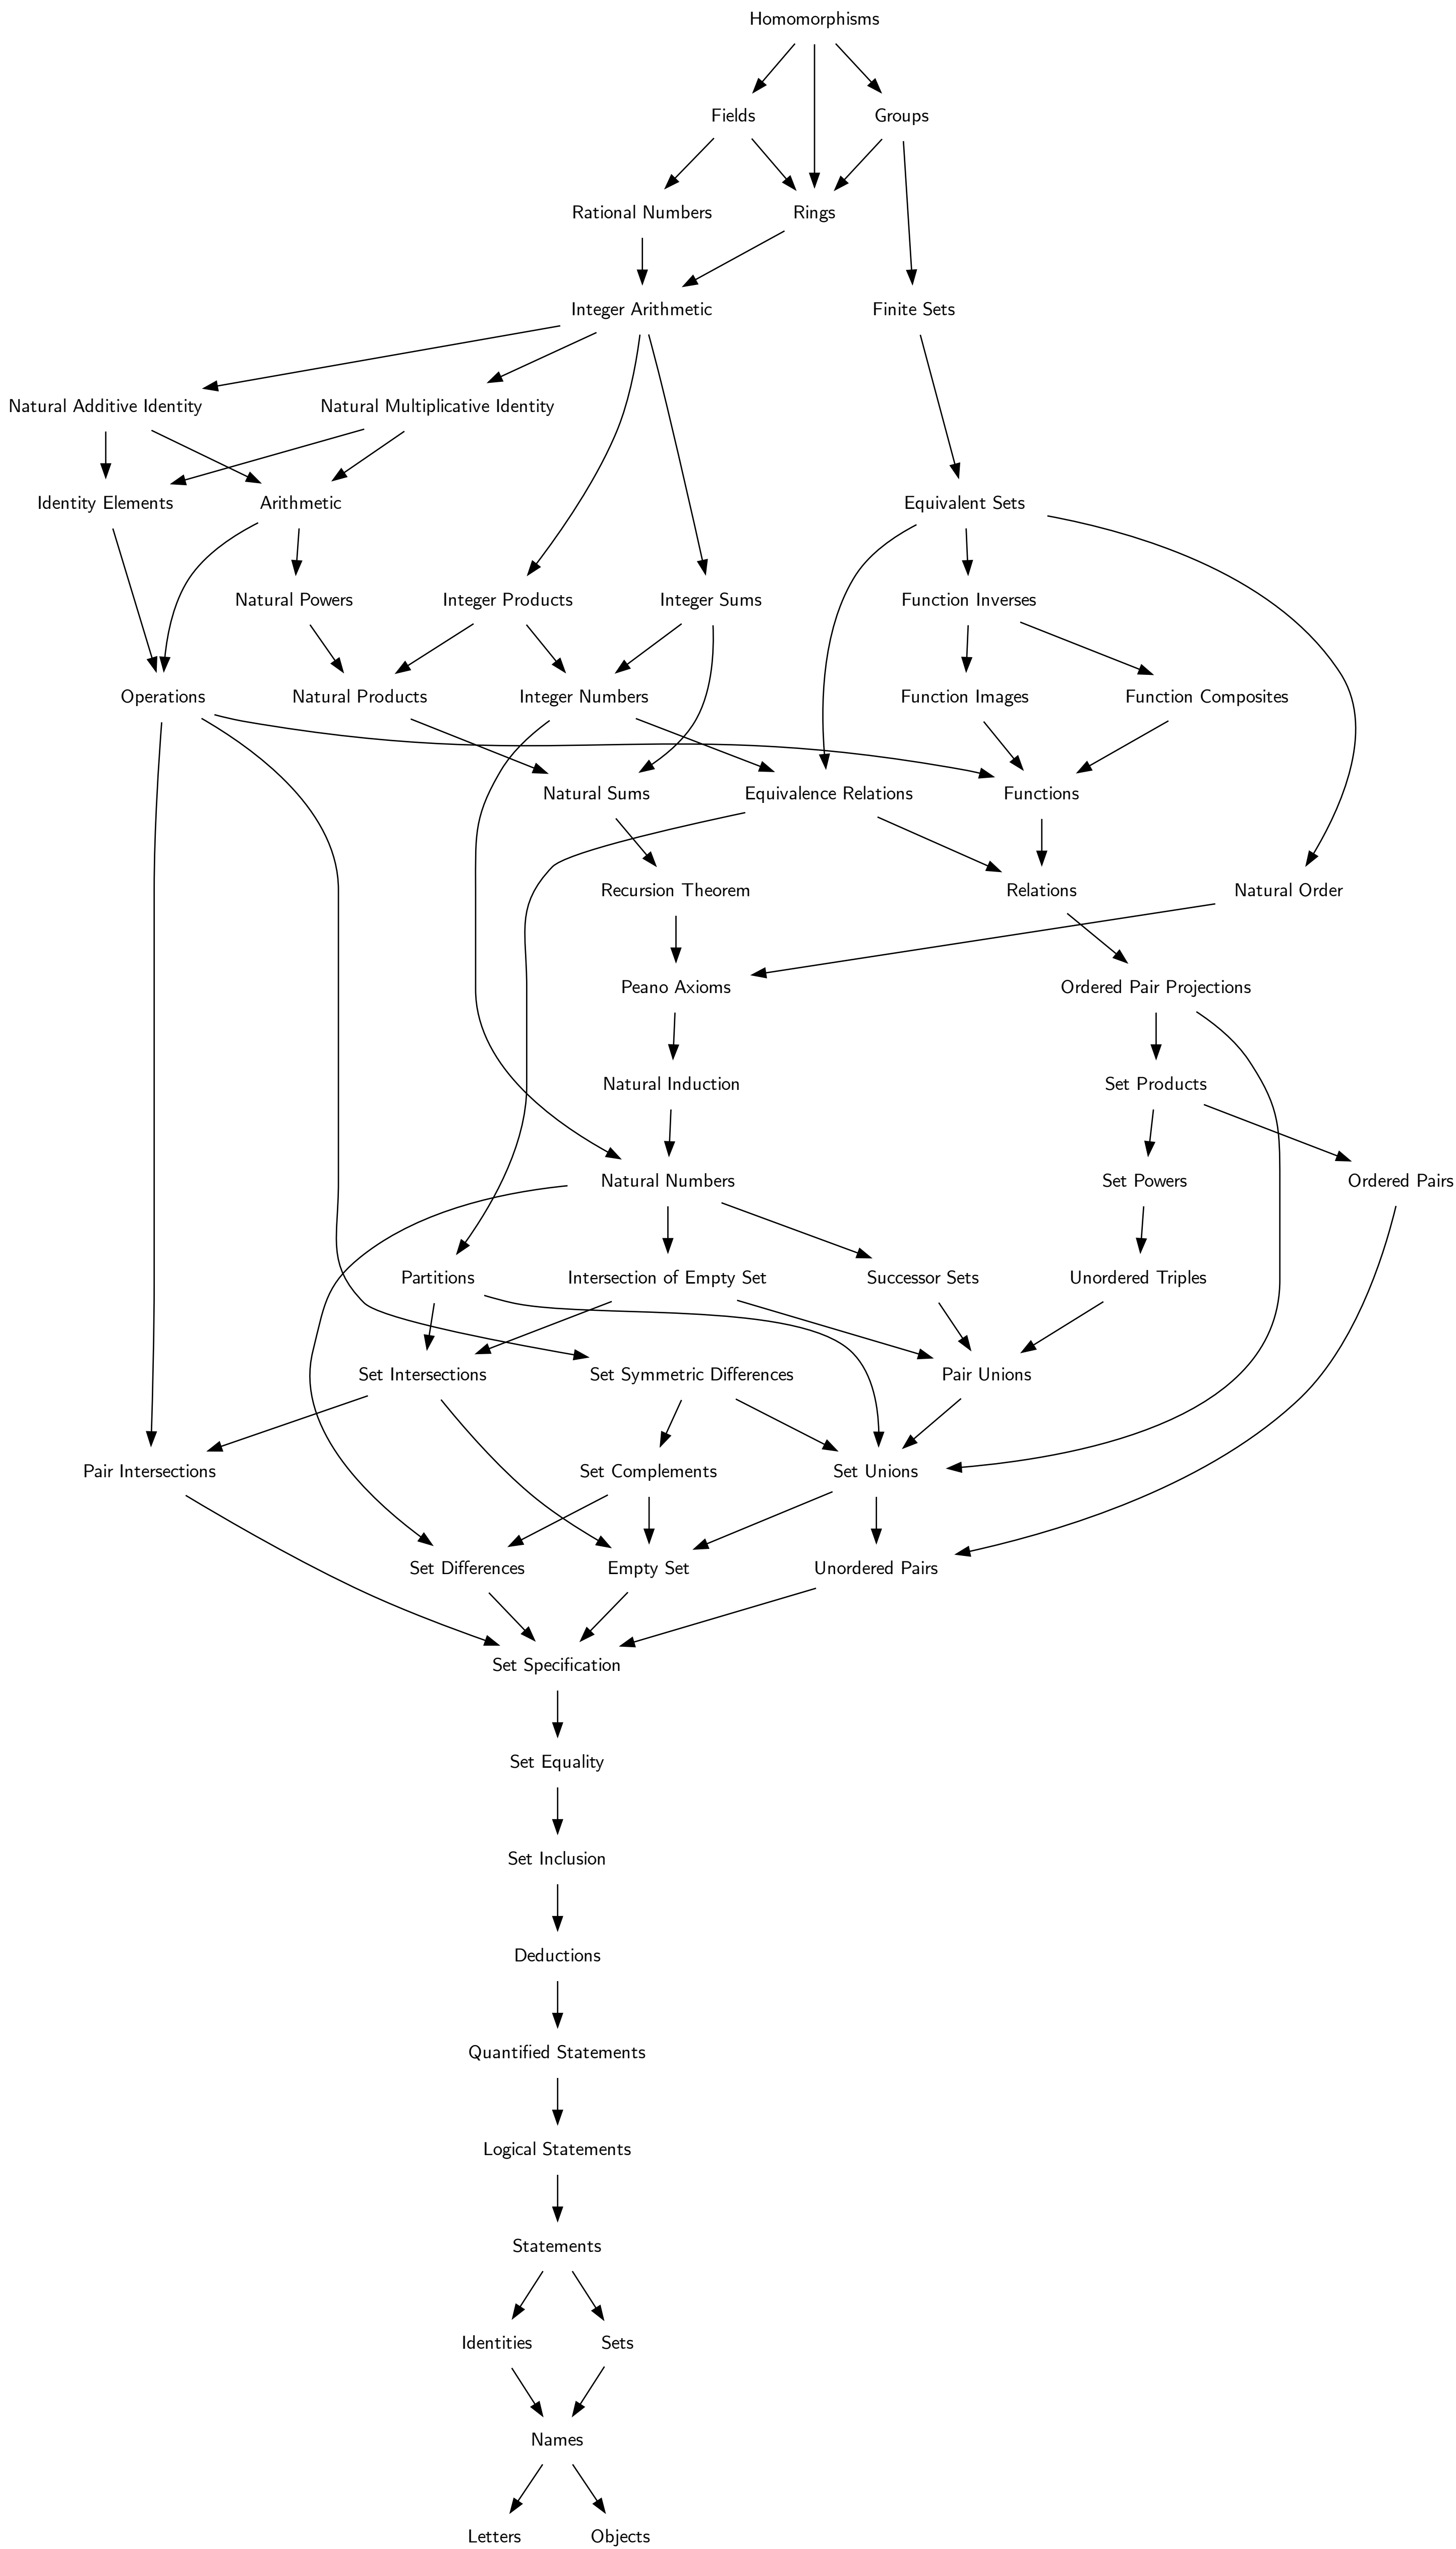 Homomorphisms
Fields
Groups
Rational Numbers
Rings
Integer Arithmetic
Finite Sets
Natural Additive Identity
Natural Multiplicative Identity
Identity Elements
Arithmetic
Equivalent Sets
Natural Powers
Integer Products
Integer Sums
Function Inverses
Operations
Natural Products
Integer Numbers
Function Images
Function Composites
Natural Sums
Equivalence Relations
Functions
Recursion Theorem
Relations
Natural Order
Peano Axioms
Ordered Pair Projections
Natural Induction
Set Products
Natural Numbers
Set Powers
Ordered Pairs
Partitions
Intersection of Empty Set
Successor Sets
Unordered Triples
Set Intersections
Set Symmetric Differences
Pair Unions
Pair Intersections
Set Complements
Set Unions
Set Differences
Empty Set
Unordered Pairs
Set Specification
Set Equality
Set Inclusion
Deductions
Quantified Statements
Logical Statements
Statements
Identities
Sets
Names
Letters
Objects